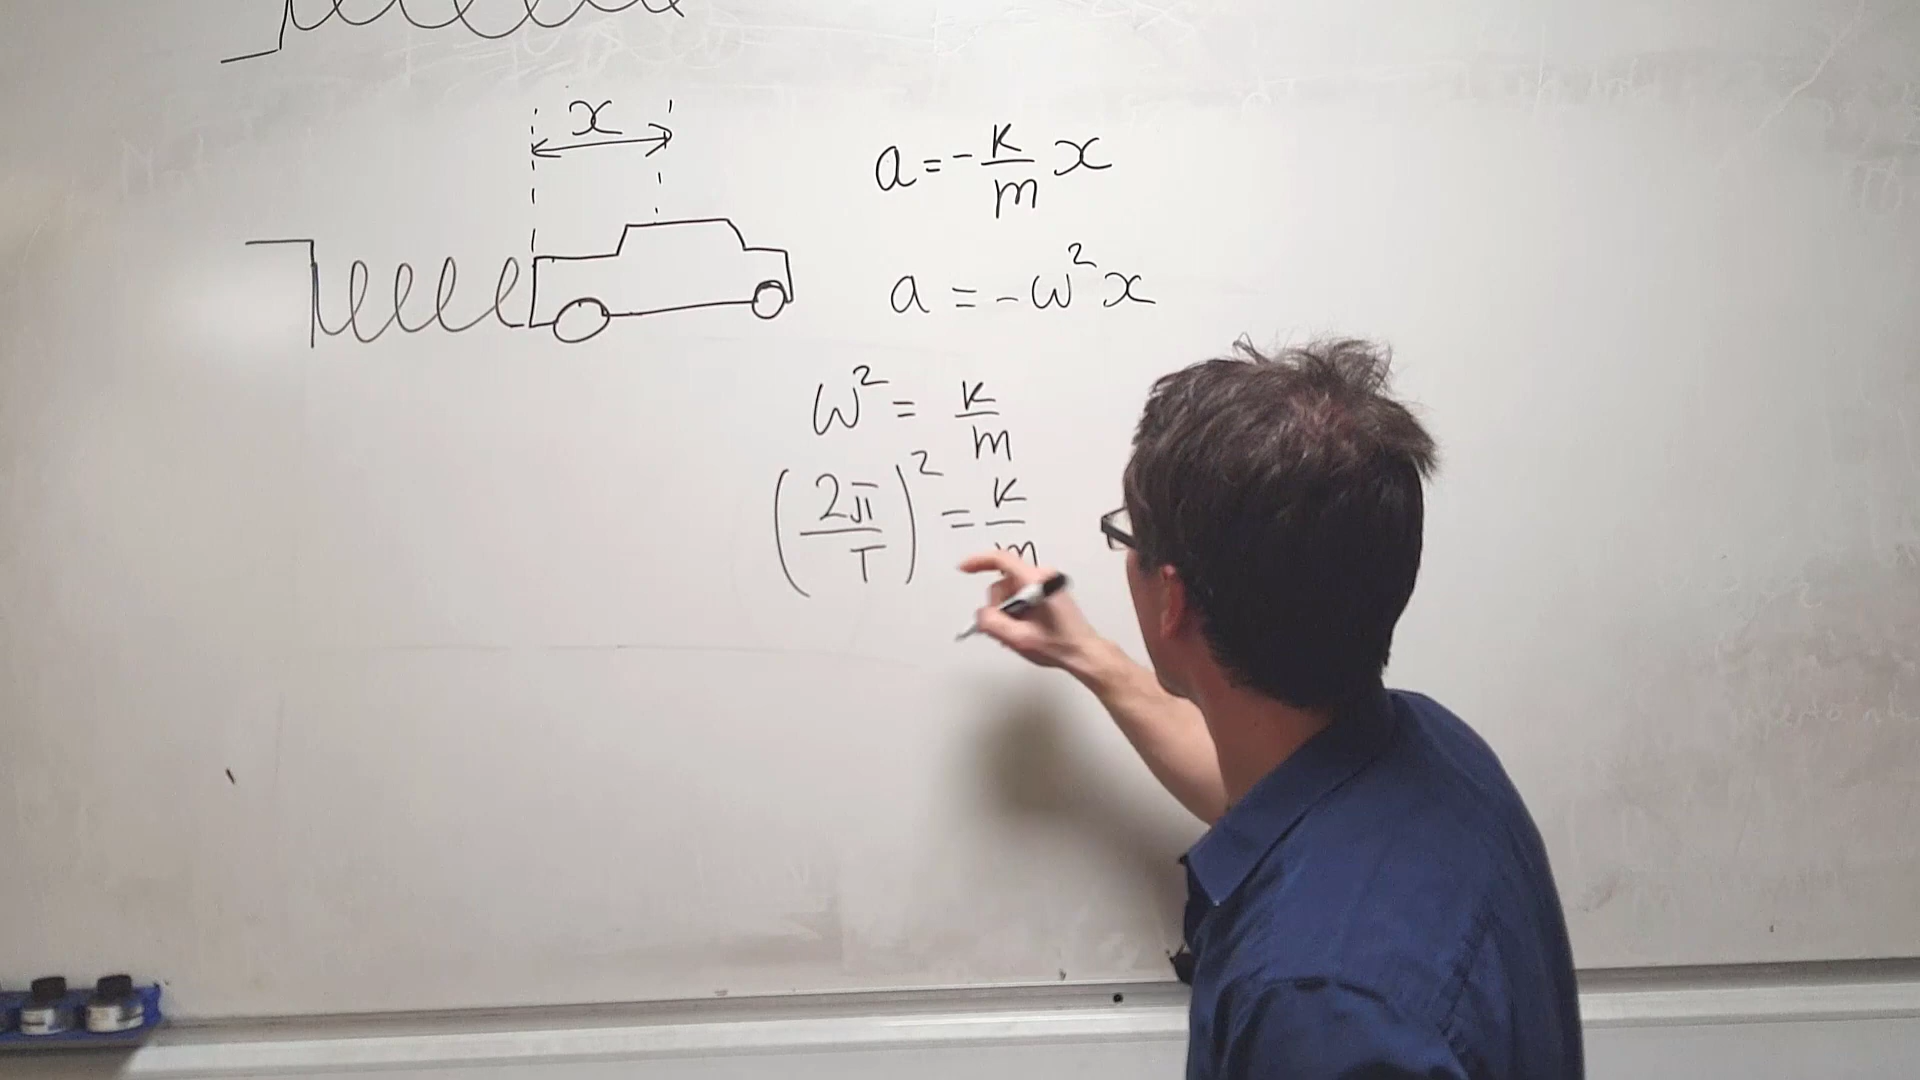 x
a = - k/m x
a = - ω² x
ω² = k/m
(2π/T)² = k/m